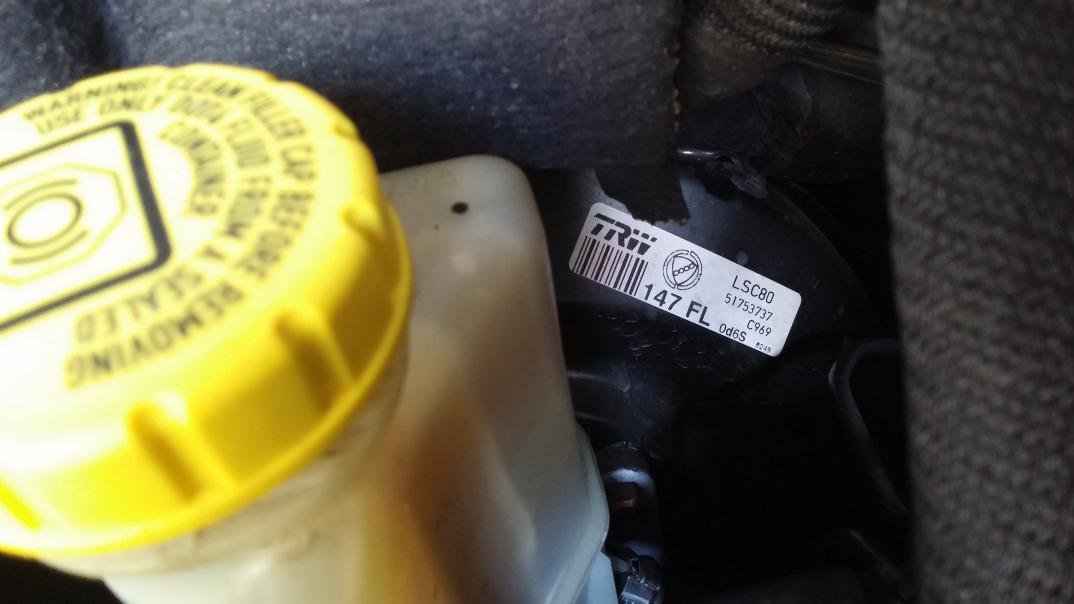 WARNING: CLEAN FILLER CAP BEFORE REMOVING
USE ONLY DOT4 FLUID FROM A SEALED
CONTAINER
TRW
LSC80
51753737
147 FL
C969
0d6S